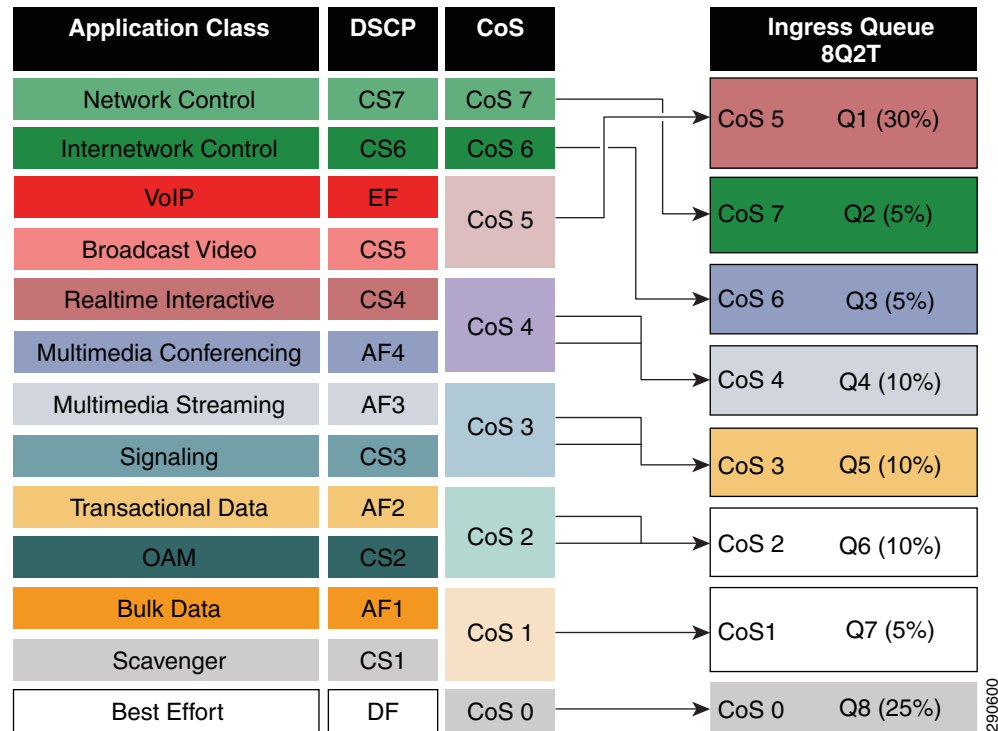 Application Class DSCP CoS Ingress Queue
8Q2T
Network Control CS7 CoS 7
Internetwork Control CS6 CoS 6
VoIP EF CoS 5
Broadcast Video CS5
Realtime Interactive CS4 CoS 4
Multimedia Conferencing AF4
Multimedia Streaming AF3 CoS 3
Signaling CS3
Transactional Data AF2 CoS 2
OAM CS2
Bulk Data AF1 CoS 1
Scavenger CS1
Best Effort DF CoS 0
CoS 5 Q1 (30%)
CoS 7 Q2 (5%)
CoS 6 Q3 (5%)
CoS 4 Q4 (10%)
CoS 3 Q5 (10%)
CoS 2 Q6 (10%)
CoS1 Q7 (5%)
CoS 0 Q8 (25%)
290600